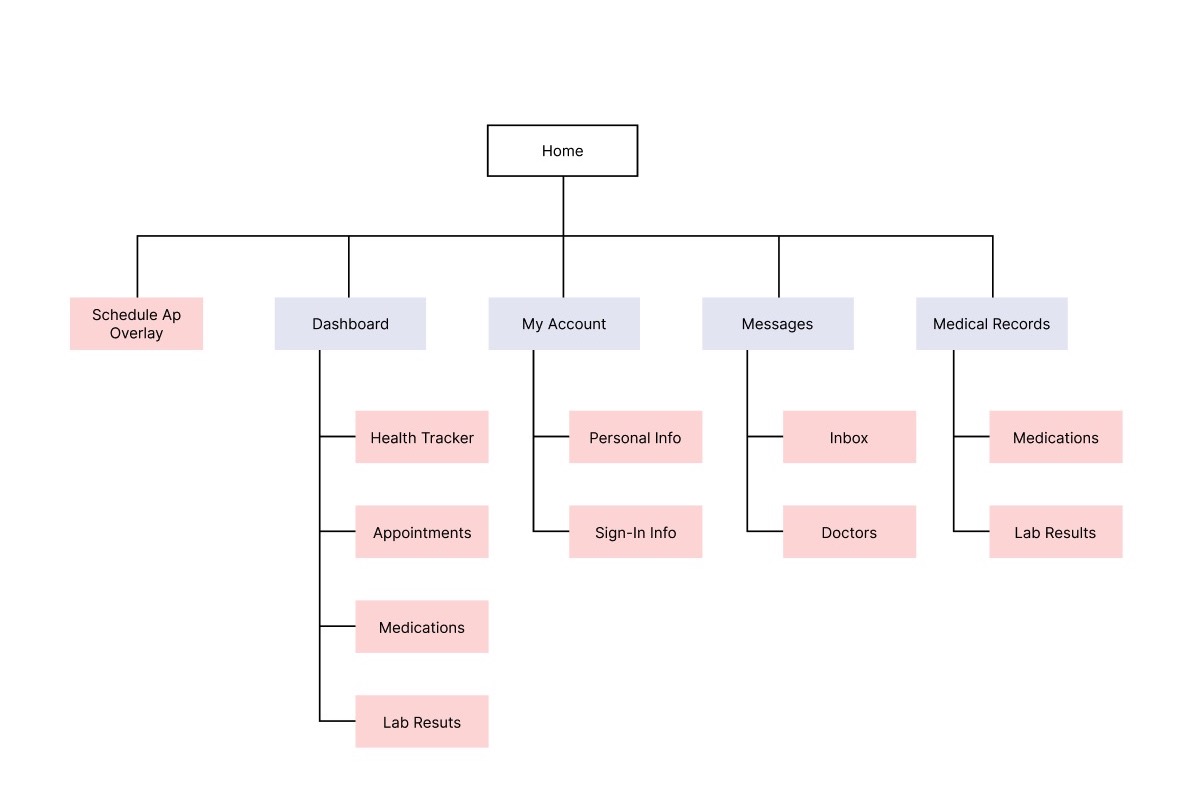 Home
Schedule Ap
Overlay
Dashboard
My Account
Messages
Medical Records
Health Tracker
Personal Info
Inbox
Medications
Appointments
Sign-In Info
Doctors
Lab Results
Medications
Lab Resuts